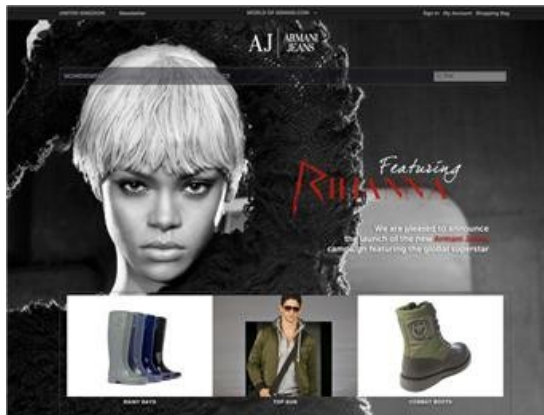 UNITED KINGDOM Newsletter WORLD OF ARMANI.COM Sign in My Account Shopping Bag
AJ ARMANI JEANS
Featuring
RIHANNA
We are pleased to announce
the launch of the new Armani Jeans
campaign featuring the global superstar
RAINY DAYS TOP GUN COMBAT BOOTS